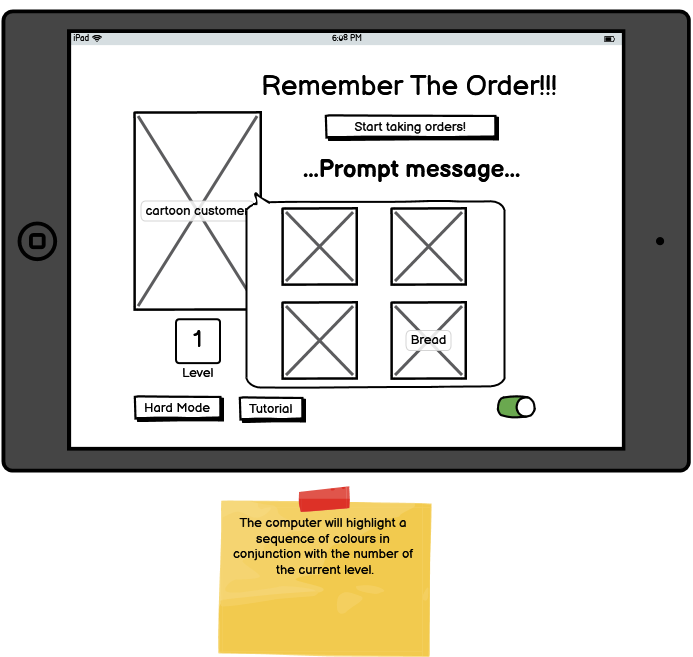 iPad
6:08 PM
Remember The Order!!!
Start taking orders!
...Prompt message...
cartoon customer
Bread
1
Level
Hard Mode
Tutorial
The computer will highlight a
sequence of colours in
conjunction with the number of
the current level.